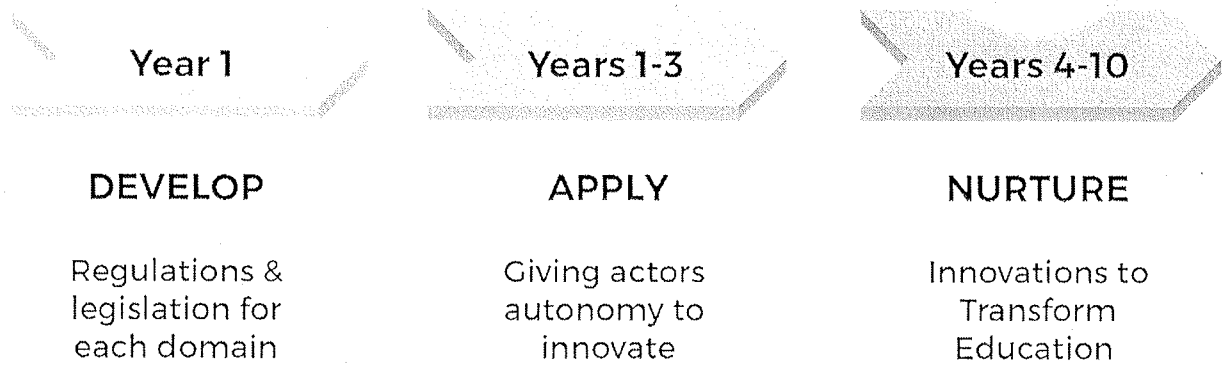 Year 1
DEVELOP
Regulations &
legislation for
each domain
Years 1-3
APPLY
Giving actors
autonomy to
innovate
Years 4-10
NURTURE
Innovations to
Transform
Education